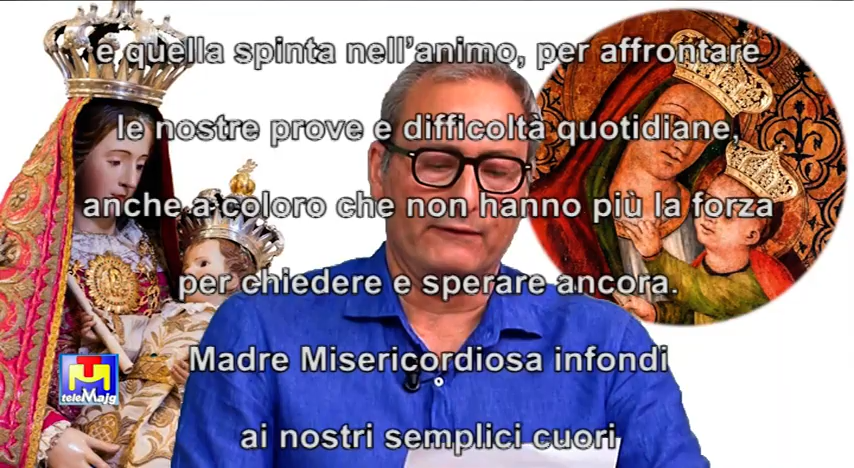 e quella spinta nell'animo, per affrontare
le nostre prove e difficoltà quotidiane,
anche a coloro che non hanno più la forza
per chiedere e sperare ancora.
Madre Misericordiosa infondi
ai nostri semplici cuori
teleMajg